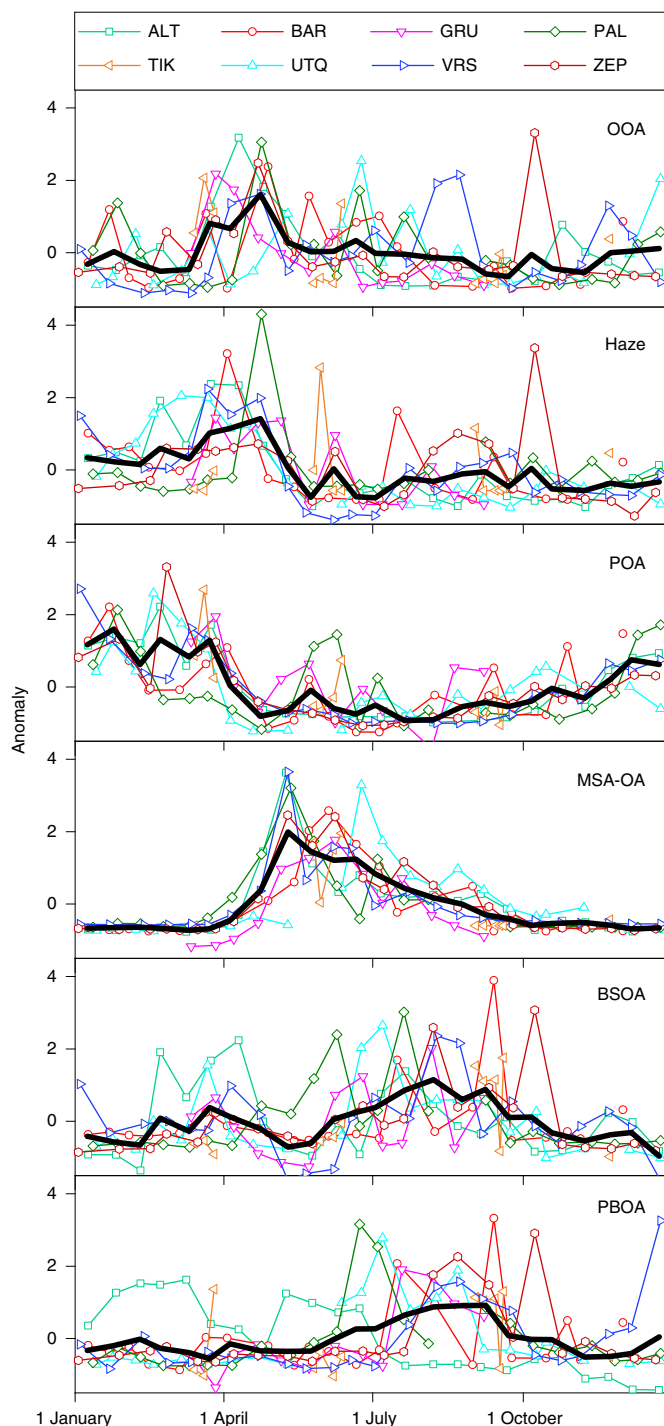 ALT BAR GRU PAL
TIK UTQ VRS ZEP
4
2
0
OOA
4
2
0
Haze
4
2
0
POA
Anomaly
4
2
0
MSA-OA
4
2
0
BSOA
4
2
0
PBOA
1 January 1 April 1 July 1 October